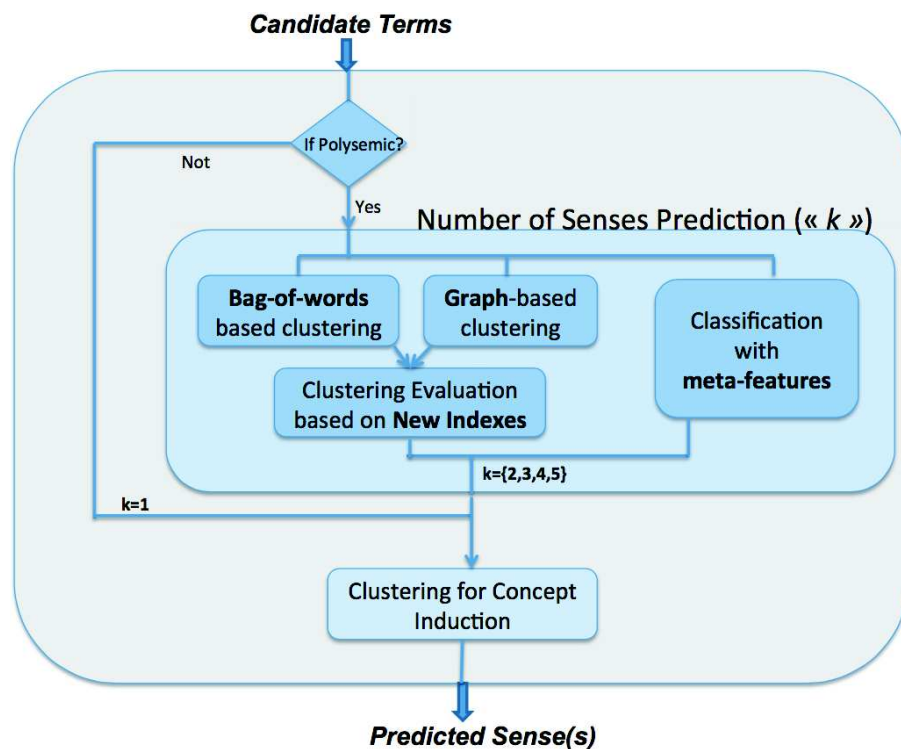 Candidate Terms
If Polysemic?
Not
Yes
Number of Senses Prediction (« k »)
Bag-of-words
based clustering
Graph-based
clustering
Classification
with
meta-features
Clustering Evaluation
based on New Indexes
k={2,3,4,5}
k=1
Clustering for Concept
Induction
Predicted Sense(s)